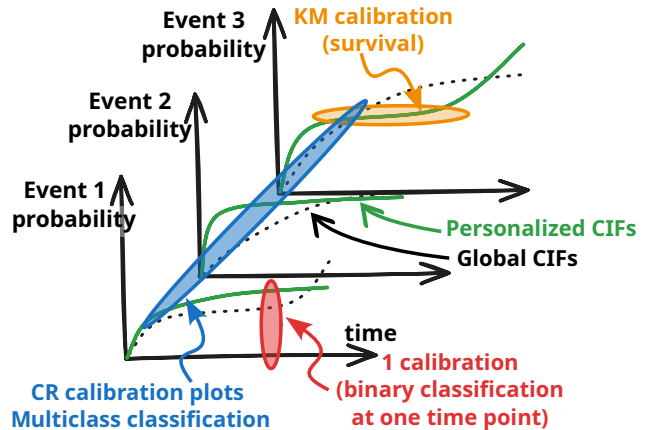 Event 3
probability
KM calibration
(survival)
Event 2
probability
Event 1
probability
Personalized CIFs
Global CIFs
time
1 calibration
(binary classification
at one time point)
CR calibration plots
Multiclass classification